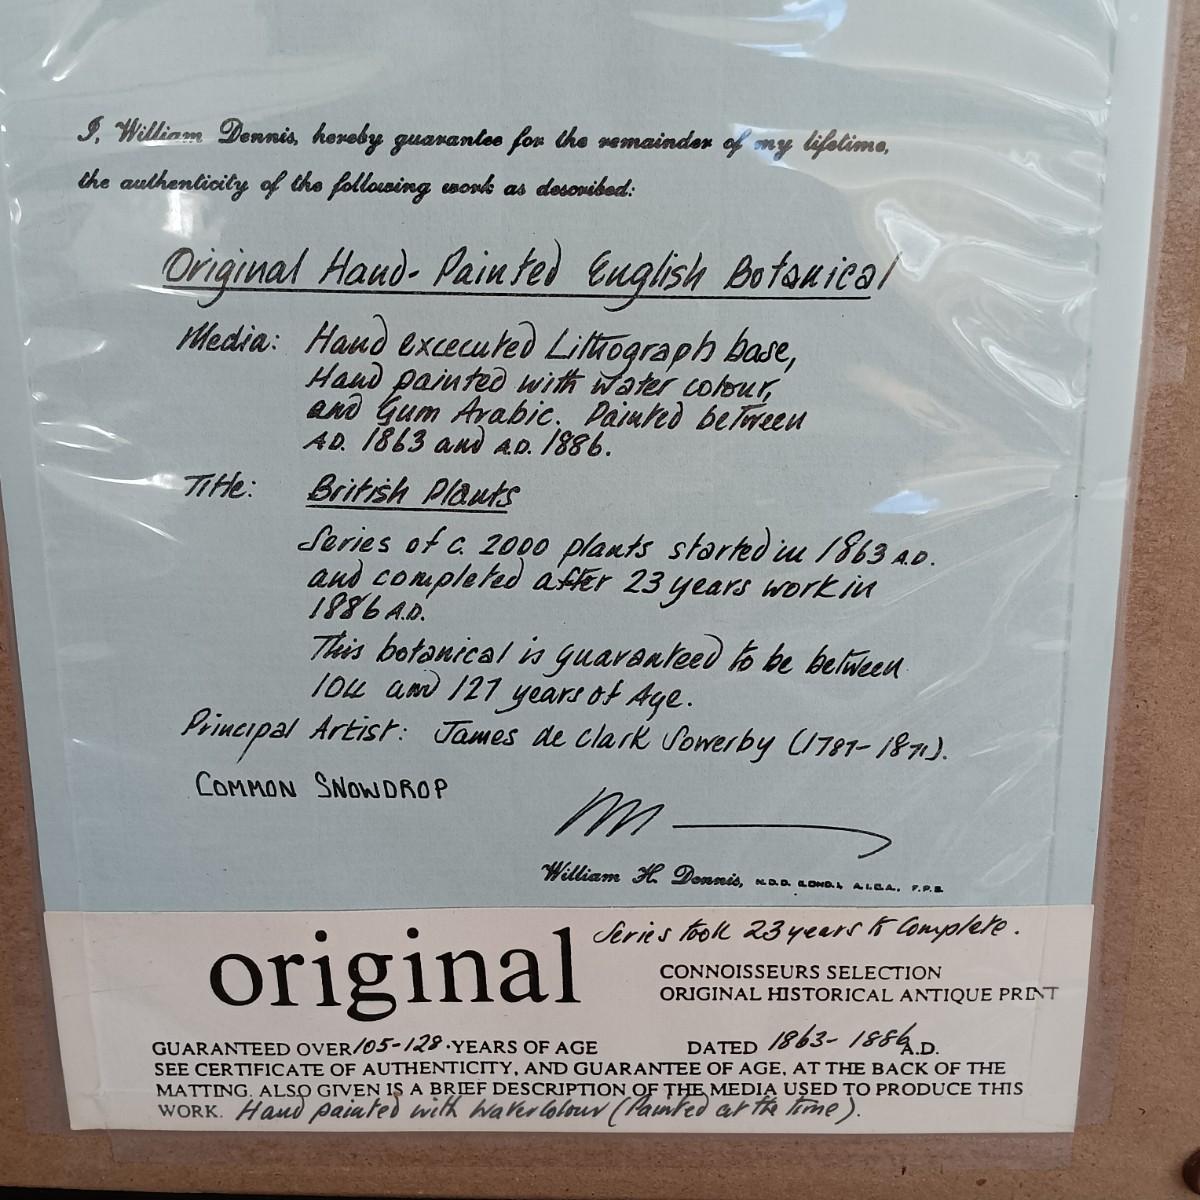 I, William Dennis, hereby guarantee for the remainder of my lifetime,
the authenticity of the following work as described:
Original Hand-Painted English Botanical
Media: Hand excecuted Lithograph base,
Hand painted with water colour,
and Gum Arabic. Painted between
A.D. 1863 and A.D. 1886.
Title: British Plants
Series of c. 2000 plants started in 1863 A.D.
and completed after 23 years work in
1886 A.D.
This botanical is guaranteed to be between
104 and 127 years of Age.
Principal Artist: James de Clark Sowerby (1787-1871).
COMMON SNOWDROP
William H. Dennis, N.D.D. (LOND.), A.I.C.A., F.P.S
Series took 23 years to Complete.
original
CONNOISSEURS SELECTION
ORIGINAL HISTORICAL ANTIQUE PRINT
GUARANTEED OVER 105-128 · YEARS OF AGE DATED 1863-1886 A.D.
SEE CERTIFICATE OF AUTHENTICITY, AND GUARANTEE OF AGE, AT THE BACK OF THE
MATTING. ALSO GIVEN IS A BRIEF DESCRIPTION OF THE MEDIA USED TO PRODUCE THIS
WORK. Hand painted with Watercolour (Painted at the time).